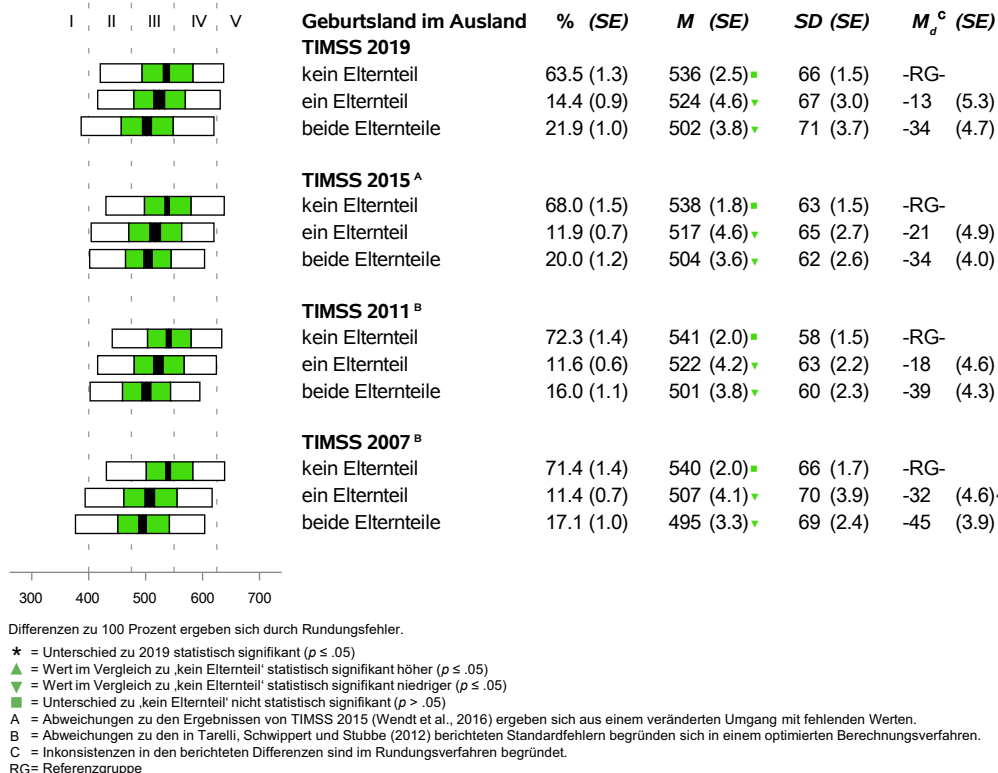 I II III IV V Geburtsland im Ausland % (SE) M (SE) SD (SE) M_d^c (SE)
TIMSS 2019
kein Elternteil 63.5 (1.3) 536 (2.5)■ 66 (1.5) -RG-
ein Elternteil 14.4 (0.9) 524 (4.6)▼ 67 (3.0) -13 (5.3)
beide Elternteile 21.9 (1.0) 502 (3.8)▼ 71 (3.7) -34 (4.7)
TIMSS 2015 A
kein Elternteil 68.0 (1.5) 538 (1.8)■ 63 (1.5) -RG-
ein Elternteil 11.9 (0.7) 517 (4.6)▼ 65 (2.7) -21 (4.9)
beide Elternteile 20.0 (1.2) 504 (3.6)▼ 62 (2.6) -34 (4.0)
TIMSS 2011 B
kein Elternteil 72.3 (1.4) 541 (2.0)■ 58 (1.5) -RG-
ein Elternteil 11.6 (0.6) 522 (4.2)▼ 63 (2.2) -18 (4.6)
beide Elternteile 16.0 (1.1) 501 (3.8)▼ 60 (2.3) -39 (4.3)
TIMSS 2007 B
kein Elternteil 71.4 (1.4) 540 (2.0)■ 66 (1.7) -RG-
ein Elternteil 11.4 (0.7) 507 (4.1)▼ 70 (3.9) -32 (4.6)
beide Elternteile 17.1 (1.0) 495 (3.3)▼ 69 (2.4) -45 (3.9)
300 400 500 600 700
Differenzen zu 100 Prozent ergeben sich durch Rundungsfehler.
* = Unterschied zu 2019 statistisch signifikant (p ≤ .05)
▲ = Wert im Vergleich zu ‚kein Elternteil' statistisch signifikant höher (p ≤ .05)
▼ = Wert im Vergleich zu ‚kein Elternteil' statistisch signifikant niedriger (p ≤ .05)
■ = Unterschied zu ‚kein Elternteil' nicht statistisch signifikant (p > .05)
A = Abweichungen zu den Ergebnissen von TIMSS 2015 (Wendt et al., 2016) ergeben sich aus einem veränderten Umgang mit fehlenden Werten.
B = Abweichungen zu den in Tarelli, Schwippert und Stubbe (2012) berichteten Standardfehlern begründen sich in einem optimierten Berechnungsverfahren.
C = Inkonsistenzen in den berichteten Differenzen sind im Rundungsverfahren begründet.
RG= Referenzgruppe